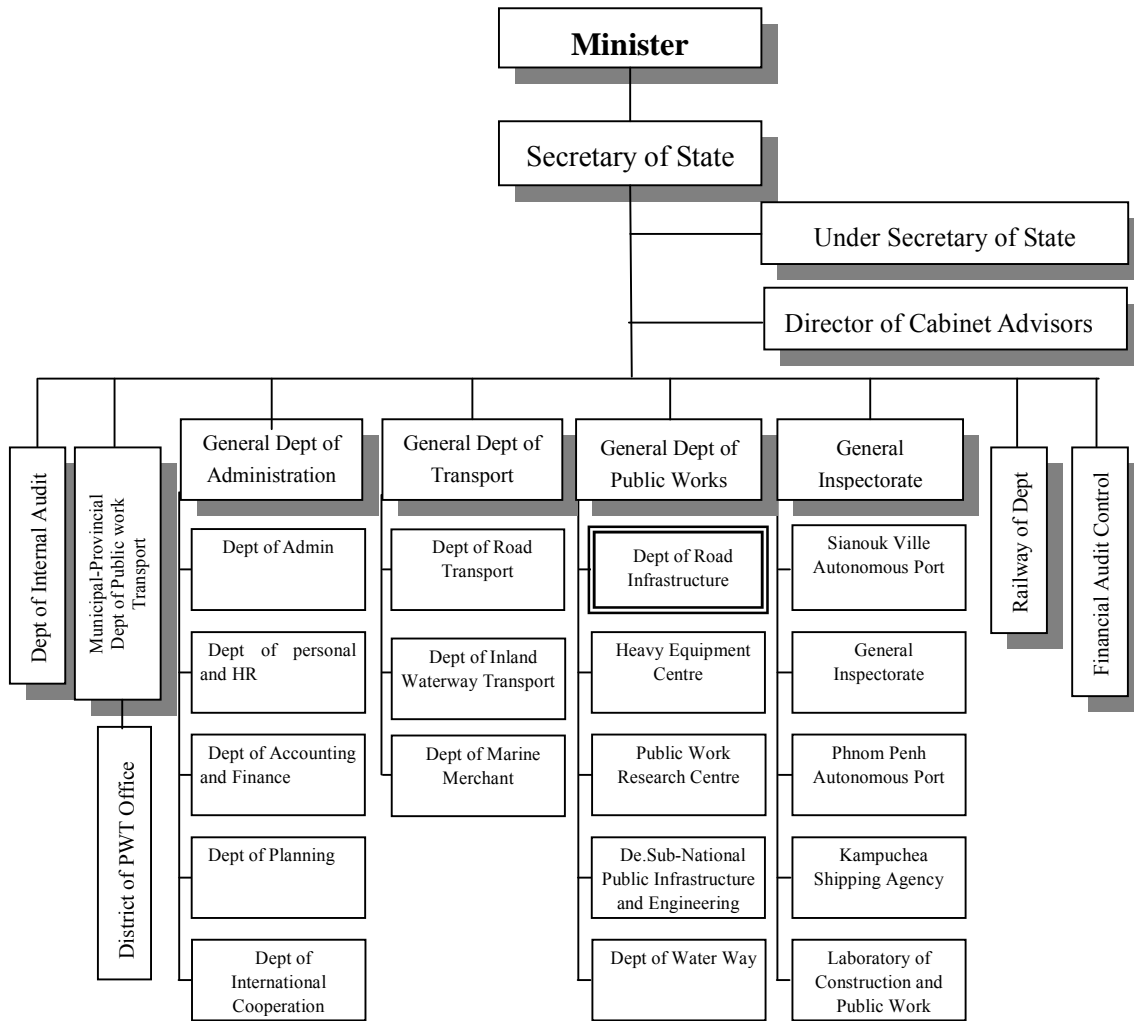 Minister
Secretary of State
Under Secretary of State
Director of Cabinet Advisors
Dept of Internal Audit
Municipal-Provincial
Dept of Public work
Transport
District of PWT Office
General Dept of
Administration
Dept of Admin
Dept of personal
and HR
Dept of Accounting
and Finance
Dept of Planning
Dept of
International
Cooperation
General Dept of
Transport
Dept of Road
Transport
Dept of Inland
Waterway Transport
Dept of Marine
Merchant
General Dept of
Public Works
Dept of Road
Infrastructure
Heavy Equipment
Centre
Public Work
Research Centre
De.Sub-National
Public Infrastructure
and Engineering
Dept of Water Way
General
Inspectorate
Sianouk Ville
Autonomous Port
General
Inspectorate
Phnom Penh
Autonomous Port
Kampuchea
Shipping Agency
Laboratory of
Construction and
Public Work
Railway of Dept
Financial Audit Control